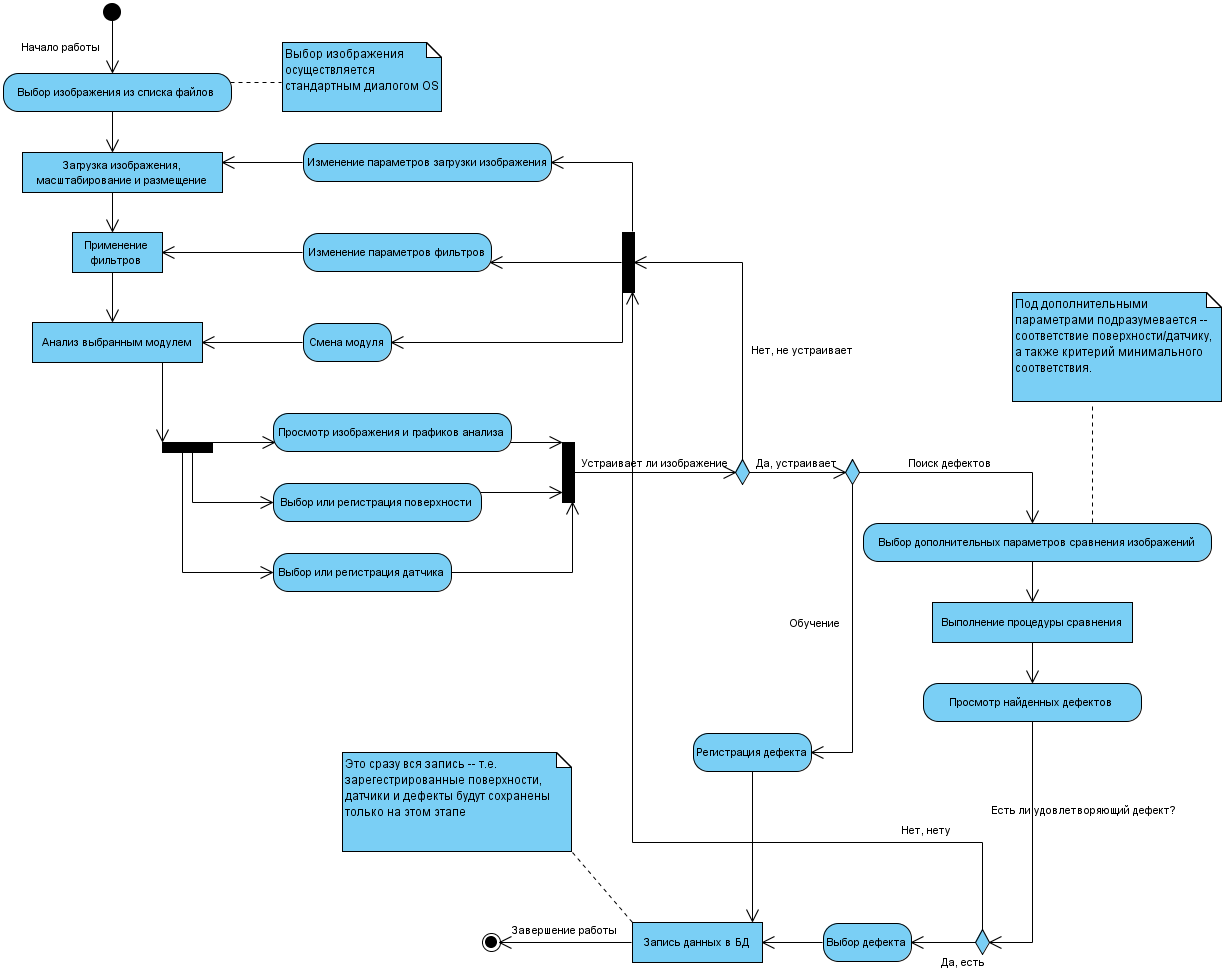 Начало работы
Выбор изображения
осуществляется
стандартным диалогом OS
Выбор изображения из списка файлов
Загрузка изображения,
масштабирование и размещение
Изменение параметров загрузки изображения
Применение
фильтров
Изменение параметров фильтров
Анализ выбранным модулем
Смена модуля
Нет, не устраивает
Под дополнительными
параметрами подразумевается --
соответствие поверхности/датчику,
а также критерий минимального
соответствия.
Просмотр изображения и графиков анализа
Устраивает ли изображение
Да, устраивает
Поиск дефектов
Выбор или регистрация поверхности
Выбор или регистрация датчика
Выбор дополнительных параметров сравнения изображений
Обучение
Выполнение процедуры сравнения
Просмотр найденных дефектов
Регистрация дефекта
Это сразу вся запись -- т.е.
зарегестрированные поверхности,
датчики и дефекты будут сохранены
только на этом этапе
Есть ли удовлетворяющий дефект?
Нет, нету
Завершение работы
Запись данных в БД
Выбор дефекта
Да, есть